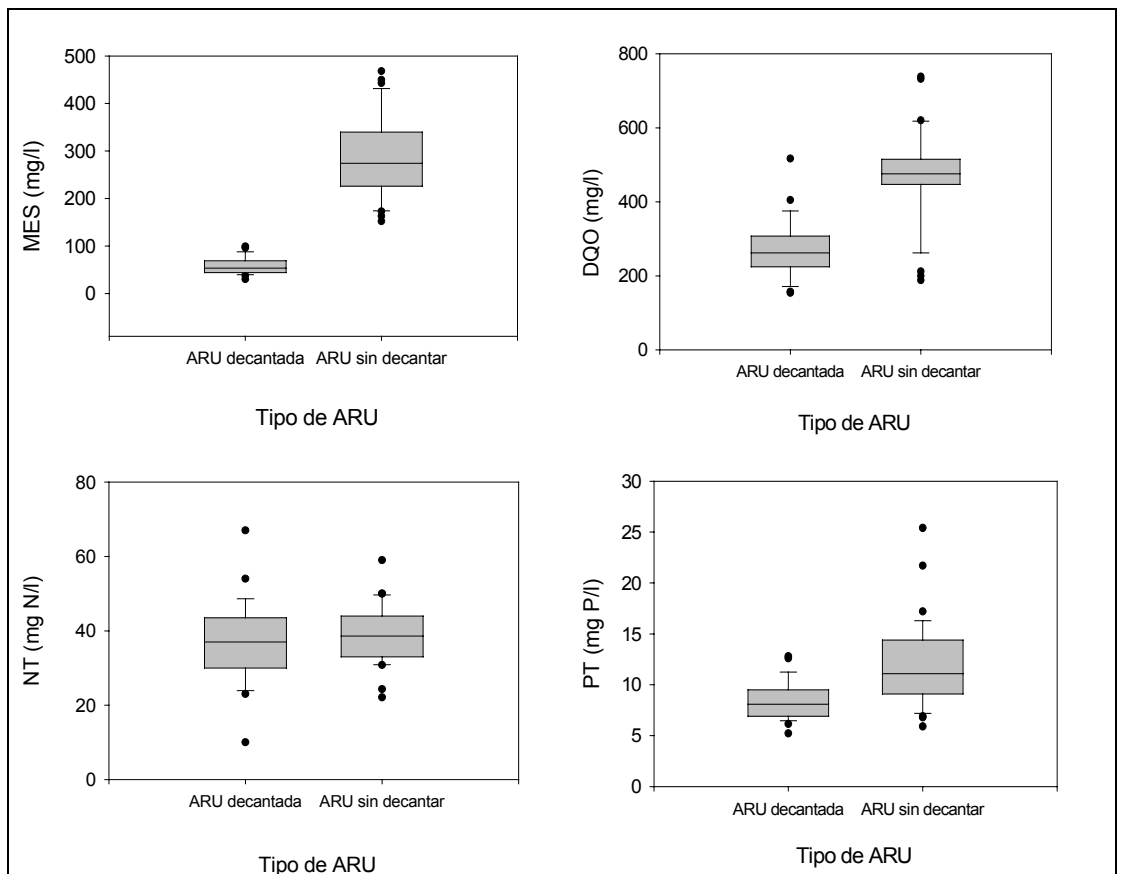 MES (mg/l)
500
400
300
200
100
0
ARU decantada ARU sin decantar
Tipo de ARU
DQO (mg/l)
800
600
400
200
0
ARU decantada ARU sin decantar
Tipo de ARU
NT (mg N/l)
80
60
40
20
0
ARU decantada ARU sin decantar
Tipo de ARU
PT (mg P/l)
30
25
20
15
10
5
0
ARU decantada ARU sin decantar
Tipo de ARU